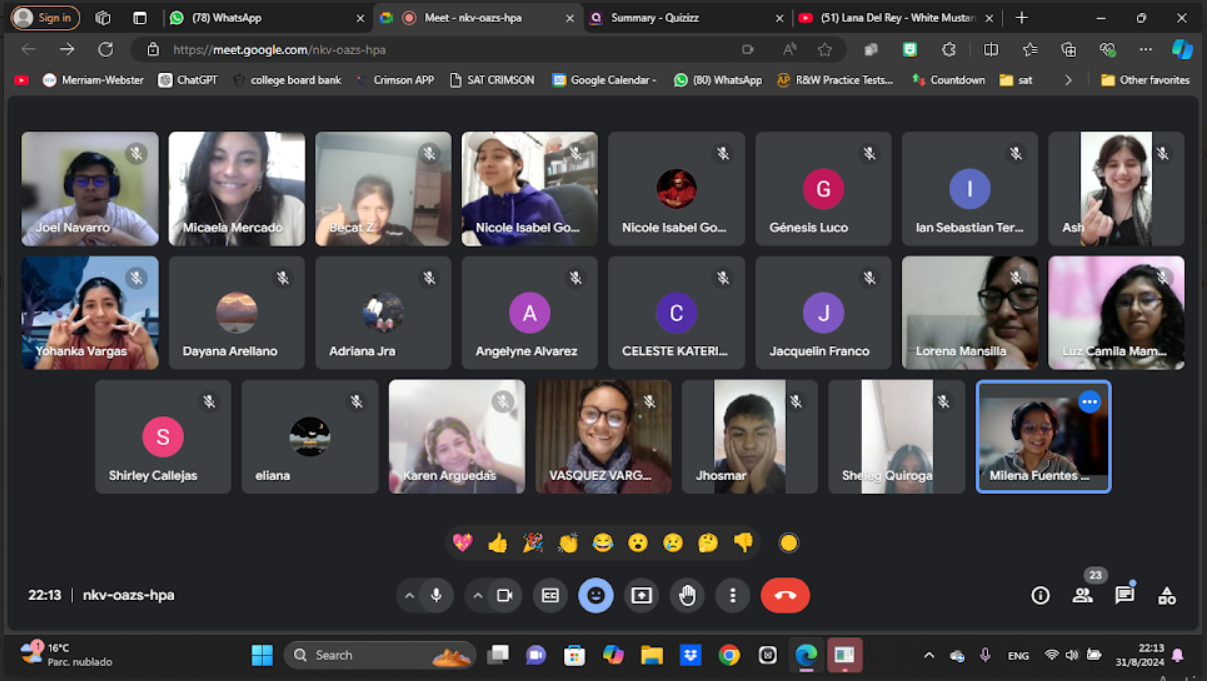 Sign in
(78) WhatsApp
Meet - nkv-oazs-hpa
Summary - Quizizz
(51) Lana Del Rey - White Mustan
https://meet.google.com/nkv-oazs-hpa
Merriam-Webster
ChatGPT
college board bank
Crimson APP
SAT CRIMSON
Google Calendar -
(80) WhatsApp
R&W Practice Tests...
Countdown
sat
Other favorites
Joel Navarro
Micaela Mercado
Becat Z
Nicole Isabel Go...
Nicole Isabel Go...
G
Génesis Luco
I
Ian Sebastian Ter...
Ash
Yohanka Vargas
Dayana Arellano
Adriana Jra
A
Angelyne Alvarez
C
CELESTE KATERI...
J
Jacquelin Franco
Lorena Mansilla
Luz Camila Mam...
S
Shirley Callejas
eliana
Karen Arguedas
VASQUEZ VARG...
Jhosmar
Sheleg Quiroga
Milena Fuentes ...
22:13 | nkv-oazs-hpa
23
1
16°C
Parc. nublado
Search
ENG
22:13
31/8/2024